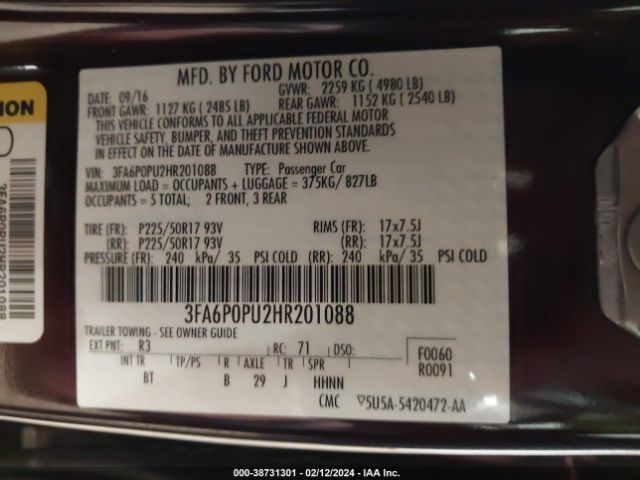 MFD. BY FORD MOTOR CO.
DATE: 09/16 GVWR: 2259 KG ( 4980 LB)
FRONT GAWR: 1127 KG ( 2485 LB) REAR GAWR: 1152 KG ( 2540 LB)
THIS VEHICLE CONFORMS TO ALL APPLICABLE FEDERAL MOTOR
VEHICLE SAFETY, BUMPER, AND THEFT PREVENTION STANDARDS
IN EFFECT ON THE DATE OF MANUFACTURE SHOWN ABOVE.
VIN: 3FA6P0PU2HR201088 TYPE: Passenger Car
MAXIMUM LOAD = OCCUPANTS + LUGGAGE = 375KG/ 827LB
OCCUPANTS = 5 TOTAL; 2 FRONT, 3 REAR
TIRE (FR): P225/50R17 93V RIMS (FR): 17x7.5J
(RR): P225/50R17 93V (RR): 17x7.5J
PRESSURE (FR): 240 kPa/ 35 PSI COLD (RR): 240 kPa/ 35 PSI COLD
3FA6P0PU2HR201088
TRAILER TOWING - SEE OWNER GUIDE
EXT PNT: R3 RC: 71 DSO: F0060
INT TR TP/PS R AXLE TR SPR R0091
BT B 29 J HHNN
CMC 5U5A-5420472-AA
ION
3FA6P0PU2HR201088
000-38731301 - 02/12/2024 - IAA Inc.